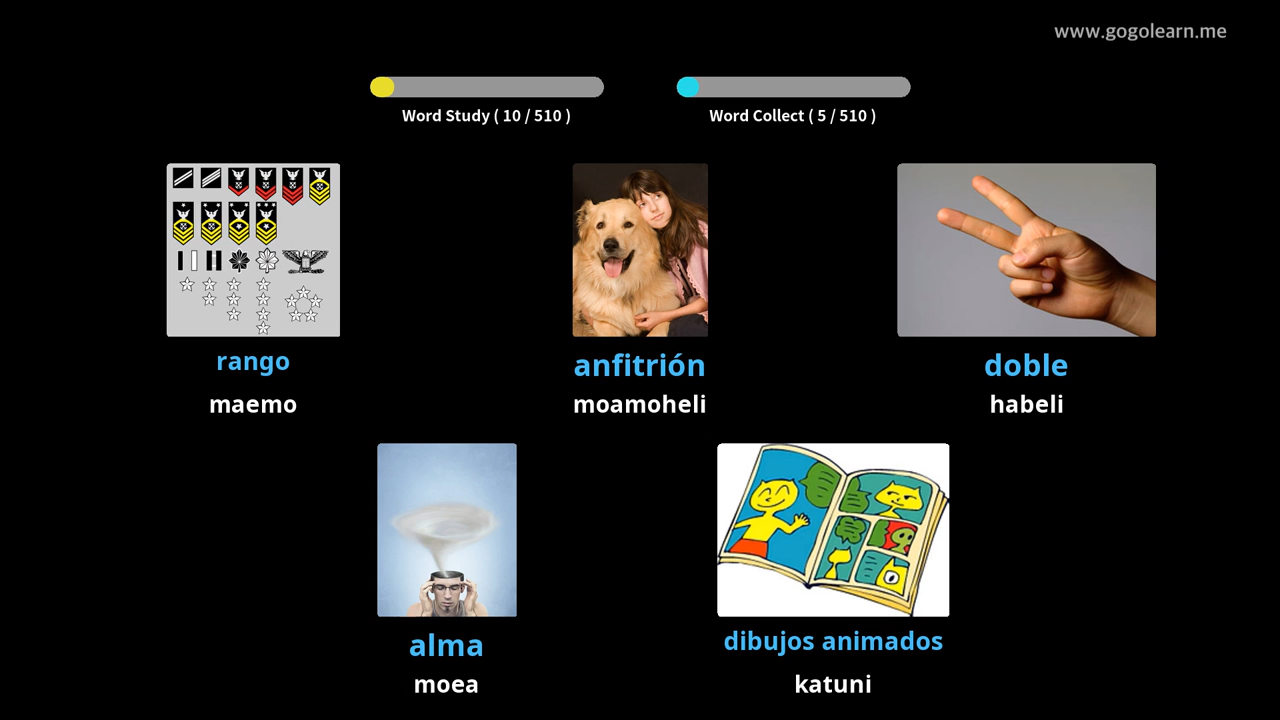 www.gogolearn.me
Word Study ( 10 / 510 )
Word Collect ( 5 / 510 )
rango
anfitrión
doble
maemo
moamoheli
habeli
alma
dibujos animados
moea
katuni